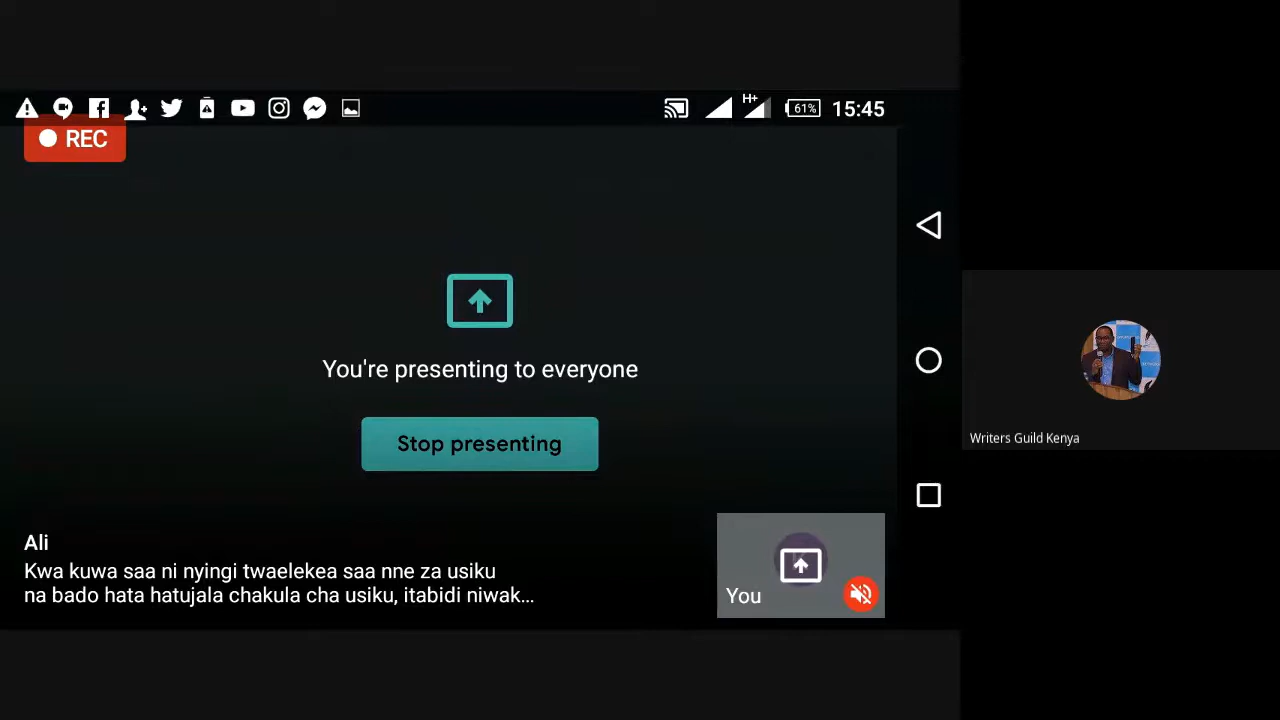 H+
61%
15:45
REC
You're presenting to everyone
Stop presenting
Ali
Kwa kuwa saa ni nyingi twaelekea saa nne za usiku
na bado hata hatujala chakula cha usiku, itabidi niwak...
You
Writers Guild Kenya